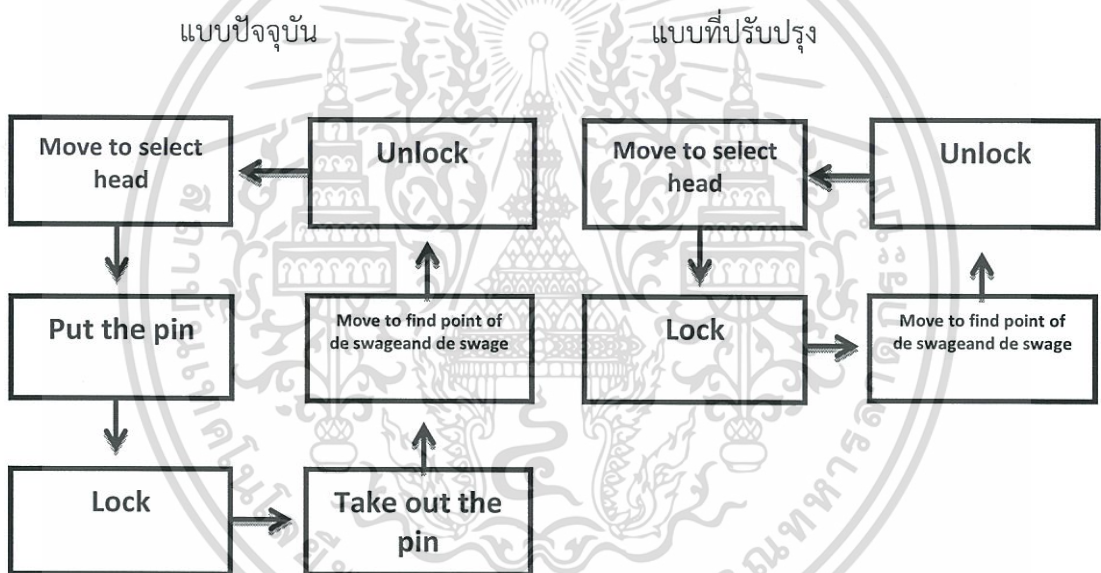 แบบปัจจุบัน
Move to select
head
Unlock
Put the pin
Move to find point of
de swageand de swage
Lock
Take out the
pin
แบบที่ปรับปรุง
Move to select
head
Unlock
Lock
Move to find point of
de swageand de swage